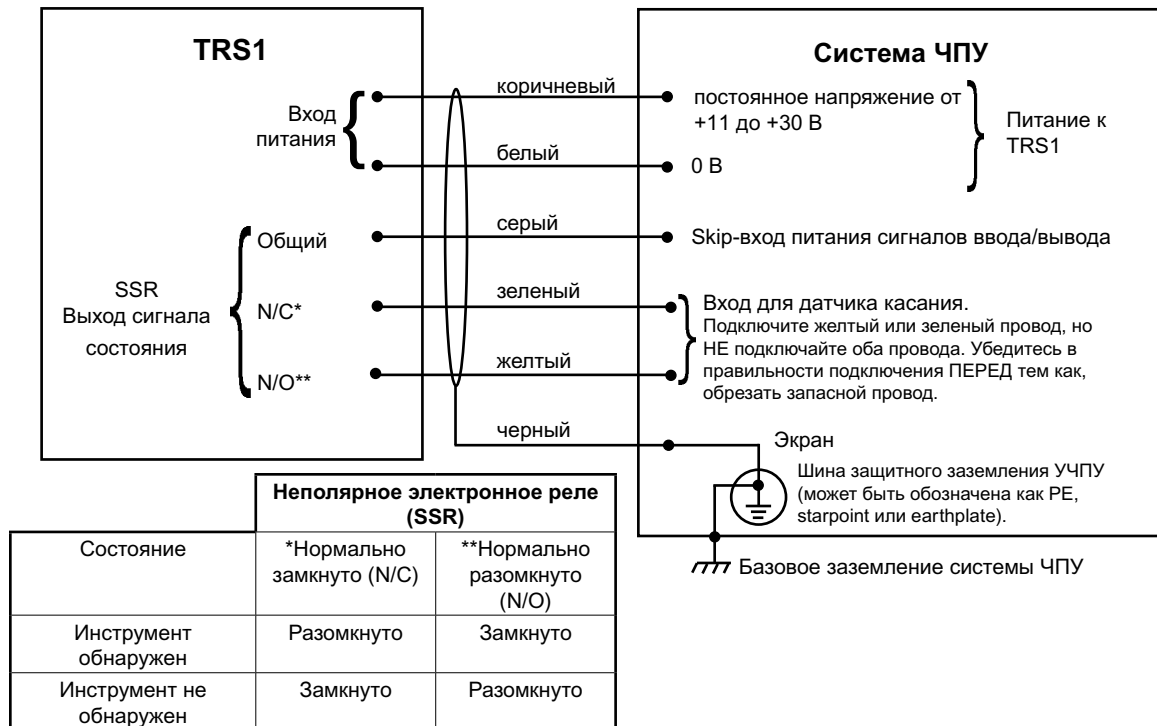 TRS1
Система ЧПУ
Вход
питания
коричневый
постоянное напряжение от
+11 до +30 В
Питание к
TRS1
белый
0 В
SSR
Выход сигнала
состояния
Общий
серый
Skip-вход питания сигналов ввода/вывода
N/C*
зеленый
Вход для датчика касания.
Подключите желтый или зеленый провод, но
НЕ подключайте оба провода. Убедитесь в
правильности подключения ПЕРЕД тем как,
обрезать запасной провод.
N/O**
желтый
черный
Экран
Шина защитного заземления УЧПУ
(может быть обозначена как PE,
starpoint или earthplate).
Базовое заземление системы ЧПУ
Неполярное электронное реле
(SSR)
Состояние
*Нормально
замкнуто (N/C)
**Нормально
разомкнуто
(N/O)
Инструмент
обнаружен
Разомкнуто
Замкнуто
Инструмент не
обнаружен
Замкнуто
Разомкнуто